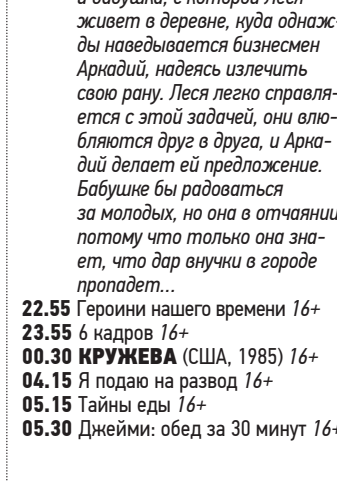 и бабушка, с которой Леся
живет в деревне, куда однаж-
ды наведывается бизнесмен
Аркадий, надеясь излечить
свою рану. Леся легко справля-
ется с этой задачей, они влю-
бляются друг в друга, и Арка-
дий делает ей предложение.
Бабушке бы радоваться
за молодых, но она в отчаянии
потому что только она зна-
ет, что дар внучки в городе
пропадет...
22.55 Героини нашего времени 16+
23.55 6 кадров 16+
00.30 КРУЖЕВА (США, 1985) 16+
04.15 Я подаю на развод 16+
05.15 Тайны еды 16+
05.30 Джейми: обед за 30 минут 16+